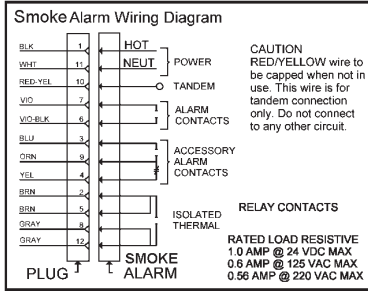 Smoke Alarm Wiring Diagram
BLK 1 HOT
WHT 11 NEUT POWER
RED-YEL 10 TANDEM
VIO 7 ALARM
VIO-BLK 6 CONTACTS
BLU 3 ACCESSORY
ORN 9 ALARM
YEL 4 CONTACTS
BRN 2
BRN 5 ISOLATED
GRAY 8 THERMAL
GRAY 12
PLUG
SMOKE
ALARM
CAUTION
RED/YELLOW wire to
be capped when not in
use. This wire is for
tandem connection
only. Do not connect
to any other circuit.
RELAY CONTACTS
RATED LOAD RESISTIVE
1.0 AMP @ 24 VDC MAX
0.6 AMP @ 125 VAC MAX
0.56 AMP @ 220 VAC MAX